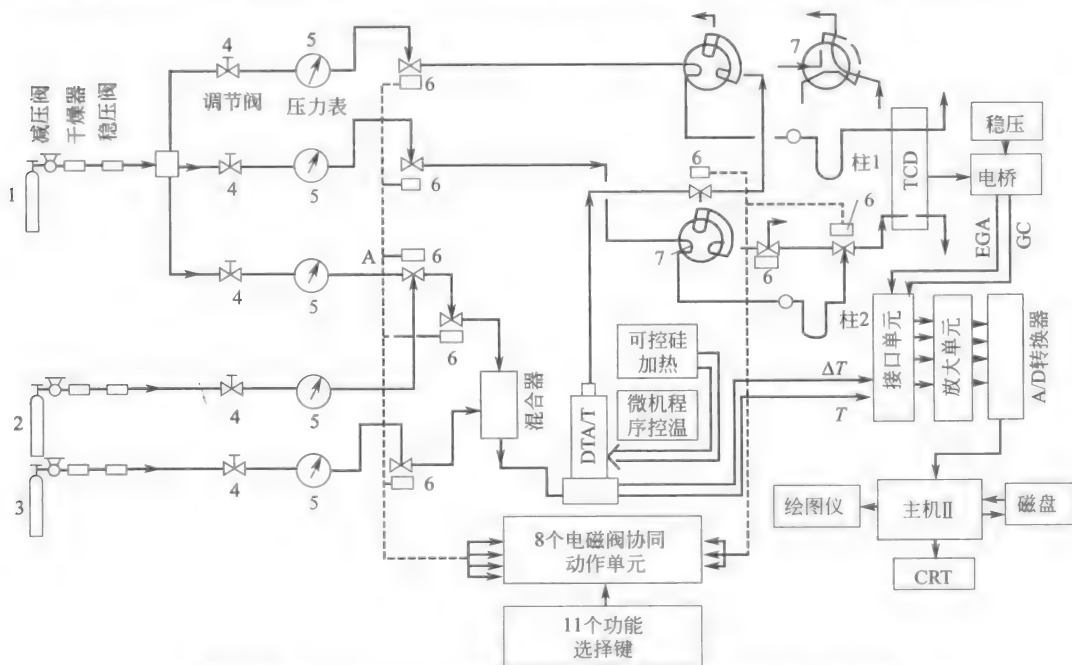 4
5
6
7
减压阀
干燥器
稳压阀
调节阀
压力表
1
4
5
6
6
柱1
TCD
稳压
电桥
6
EGA
GC
A
6
4
5
6
7
6
柱2
接口单元
放大单元
A/D转换器
可控硅
加热
微机程
序控温
ΔT
T
2
4
5
混合器
DTA/T
3
4
5
6
绘图仪
主机Ⅱ
磁盘
CRT
8个电磁阀协同
动作单元
11个功能
选择键